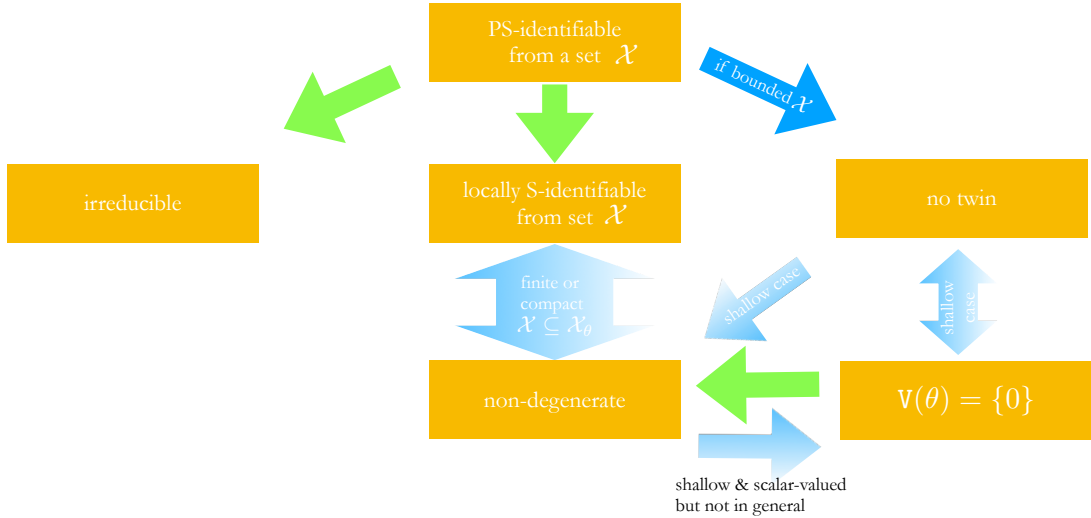 PS-identifiable
from a set 𝒳
if bounded 𝒳
irreducible
locally S-identifiable
from set 𝒳
no twin
finite or
compact
𝒳 ⊆ 𝒳_θ
shallow case
shallow
case
non-degenerate
V(θ) = {0}
shallow & scalar-valued
but not in general